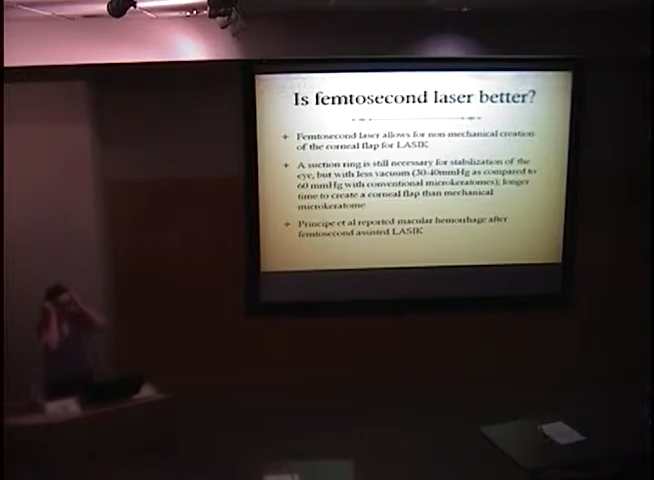 Is femtosecond laser better?
+ Femtosecond laser allows for non-mechanical creation
of the corneal flap for LASIK
+ A suction ring is still necessary for stabilization of the
eye, but with less vacuum (30-40mmHg as compared to
60 mmHg with conventional microkeratomes); longer
time to create a corneal flap than mechanical
microkeratome
+ Principe et al reported macular hemorrhage after
femtosecond assisted LASIK